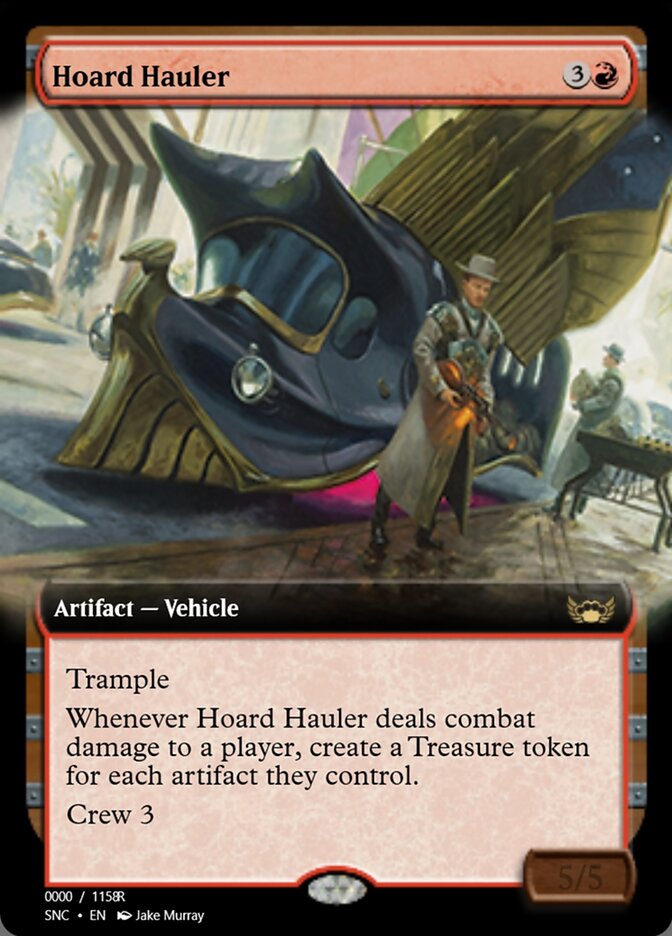 Hoard Hauler 3
Artifact — Vehicle
Trample
Whenever Hoard Hauler deals combat
damage to a player, create a Treasure token
for each artifact they control.
Crew 3
5/5
0000 / 1158R
SNC • EN Jake Murray